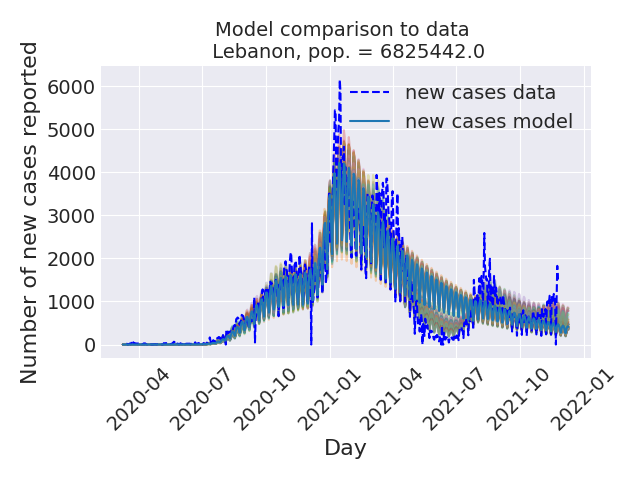 Model comparison to data
Lebanon, pop. = 6825442.0
Number of new cases reported
6000
5000
4000
3000
2000
1000
0
new cases data
new cases model
2020-04
2020-07
2020-10
2021-01
2021-04
2021-07
2021-10
2022-01
Day